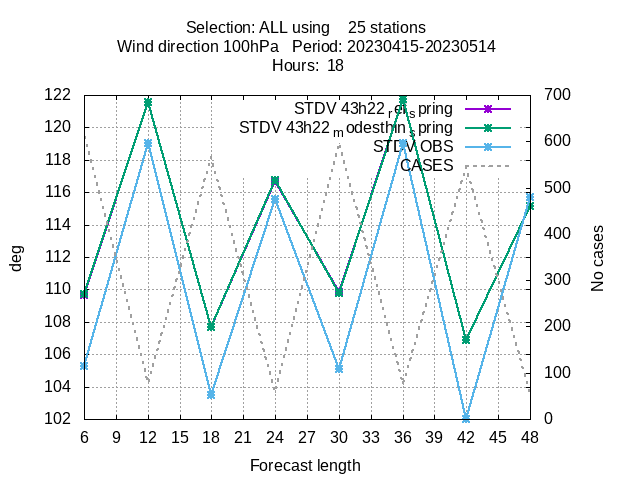 Selection: ALL using    25 stations
Wind direction 100hPa   Period: 20230415-20230514
Hours:  18
STDV 43h22_ref_spring
STDV 43h22_modesthin_spring
STDV OBS
CASES
122
120
118
116
114
112
110
108
106
104
102
700
600
500
400
300
200
100
0
deg
No cases
6 9 12 15 18 21 24 27 30 33 36 39 42 45 48
Forecast length